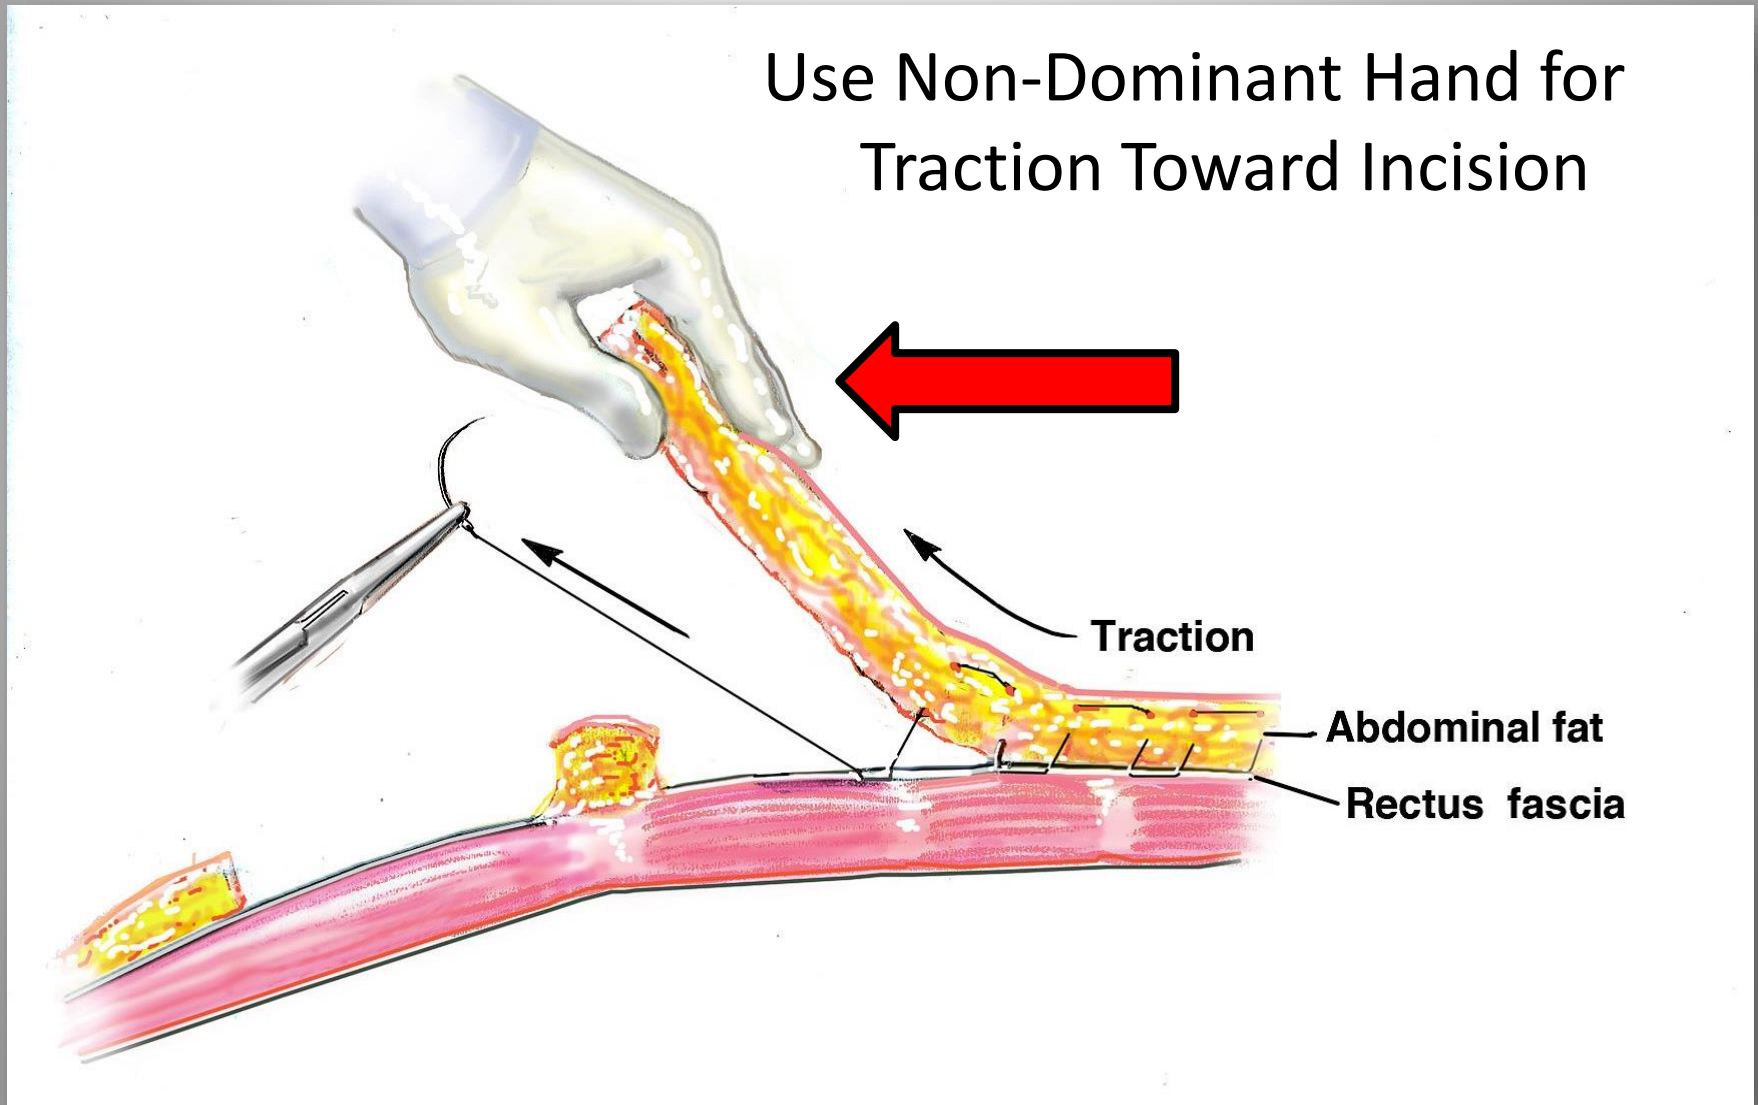 Use Non-Dominant Hand for
Traction Toward Incision
Traction
Abdominal fat
Rectus fascia